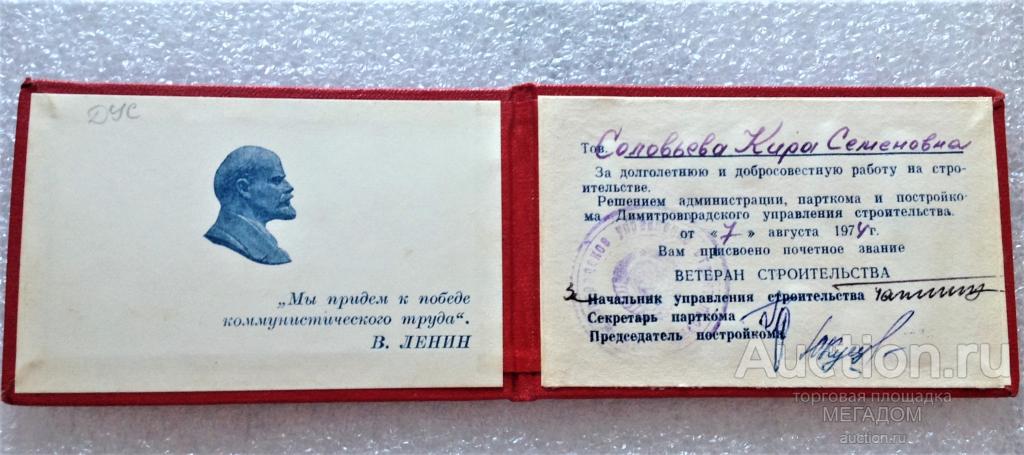 ДУС
„Мы придем к победе
коммунистического труда“.
В. ЛЕНИН
Тов. Соловьева Кира Семеновна
За долголетнюю и добросовестную работу на стро-
ительстве.
Решением администрации, парткома и постройко-
ма Димитровградского управления строительства.
от «7» августа 1974 г.
Вам присвоено почетное звание
ВЕТЕРАН СТРОИТЕЛЬСТВА
Начальник управления строительства
Секретарь парткома
Председатель постройкома
Auction.ru
торговая площадка
МЕГАДОМ
auction.ru